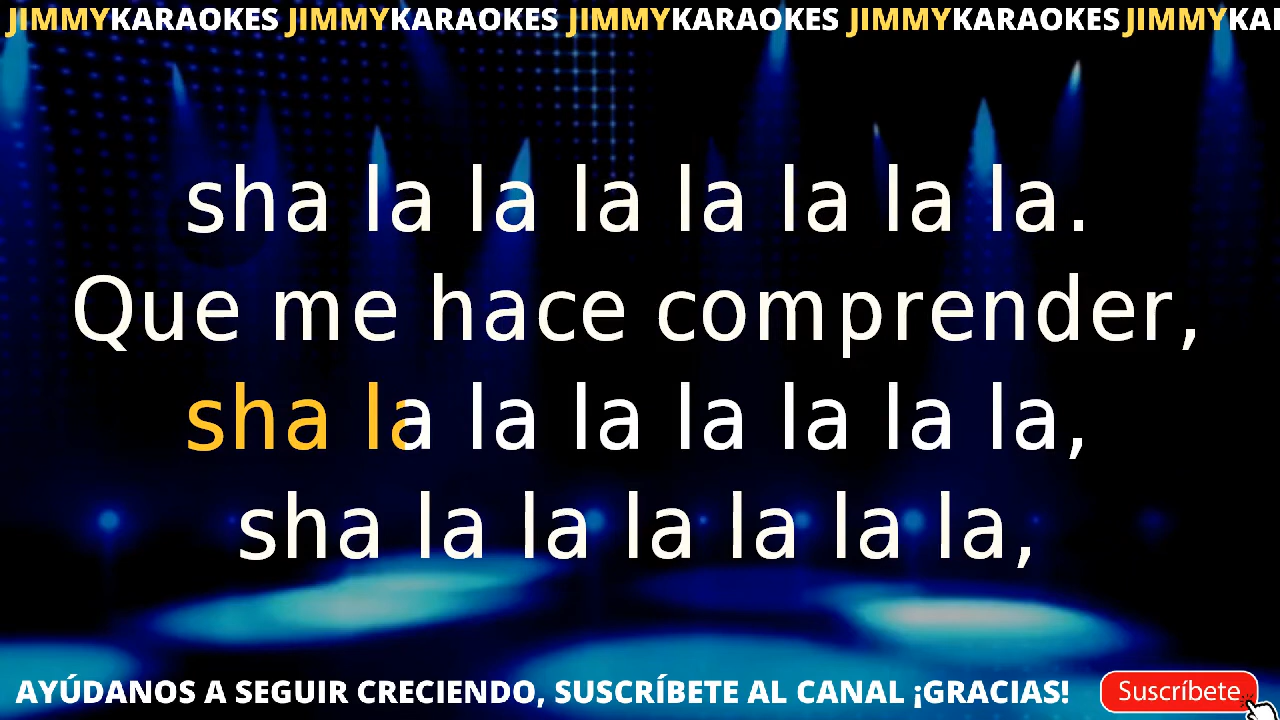 JIMMYKARAOKES JIMMYKARAOKES JIMMYKARAOKES JIMMYKARAOKES JIMMYKAI
sha la la la la la la la.
Que me hace comprender,
sha la la la la la la la,
sha la la la la la la,
AYÚDANOS A SEGUIR CRECIENDO, SUSCRÍBETE AL CANAL ¡GRACIAS! Suscríbete